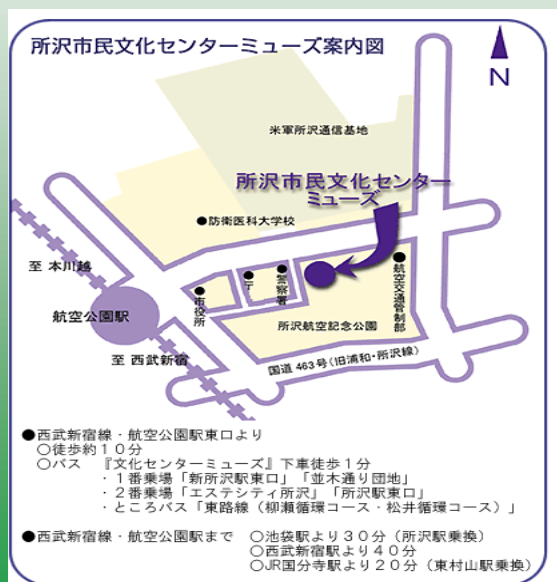 所沢市民文化センターミューズ案内図
N
米軍所沢通信基地
所沢市民文化センター
ミューズ
●防衛医科大学校
至 本川越
航空公園駅
●市役所
●〒
●警察署
●航空交通管制部
所沢航空記念公園
至 西武新宿
国道 463号(旧浦和・所沢線)
●西武新宿線・航空公園駅東口より
○徒歩約10分
○バス 『文化センターミューズ』下車徒歩1分
・1番乗場「新所沢駅東口」「並木通り団地」
・2番乗場「エステシティ所沢」「所沢駅東口」
・ところバス「東路線(柳瀬循環コース・松井循環コース)」
●西武新宿線・航空公園駅まで ○池袋駅より30分(所沢駅乗換)
○西武新宿駅より40分
○JR国分寺駅より20分(東村山駅乗換)